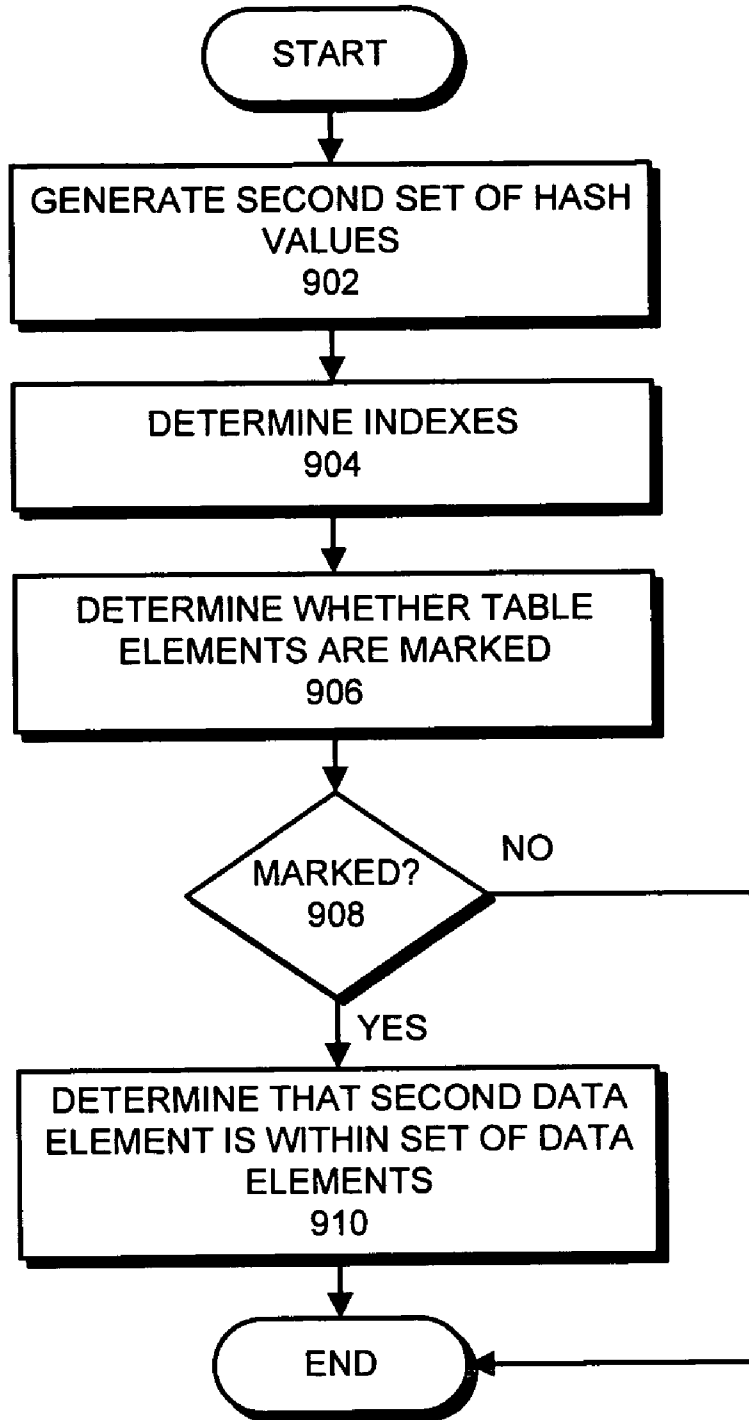 START
GENERATE SECOND SET OF HASH
VALUES
902
DETERMINE INDEXES
904
DETERMINE WHETHER TABLE
ELEMENTS ARE MARKED
906
MARKED?
908
NO
YES
DETERMINE THAT SECOND DATA
ELEMENT IS WITHIN SET OF DATA
ELEMENTS
910
END